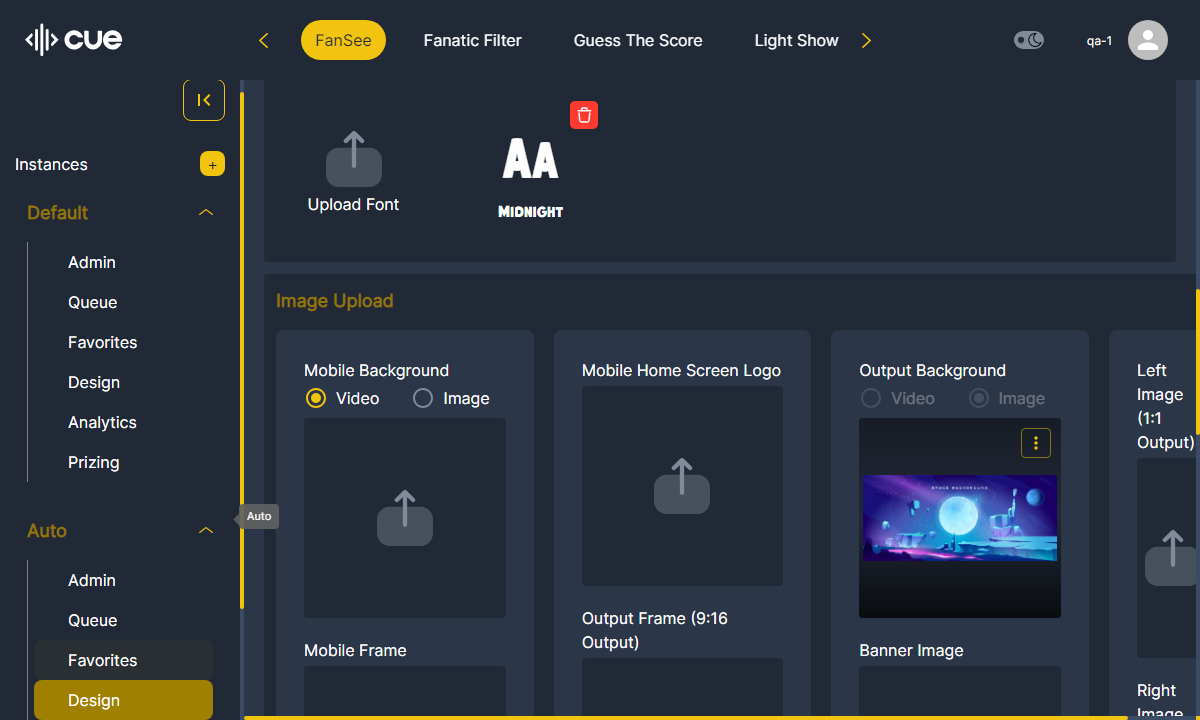 CUE
FanSee
Fanatic Filter
Guess The Score
Light Show
qa-1
Instances
+
Default
Admin
Queue
Favorites
Design
Analytics
Prizing
Auto
Auto
Admin
Queue
Favorites
Design
Upload Font
AA
MIDNIGHT
Image Upload
Mobile Background
Video
Image
Mobile Frame
Mobile Home Screen Logo
Output Frame (9:16
Output)
Output Background
Video
Image
SPACE BACKGROUND
Banner Image
Left
Image
(1:1
Output)
Right
Image